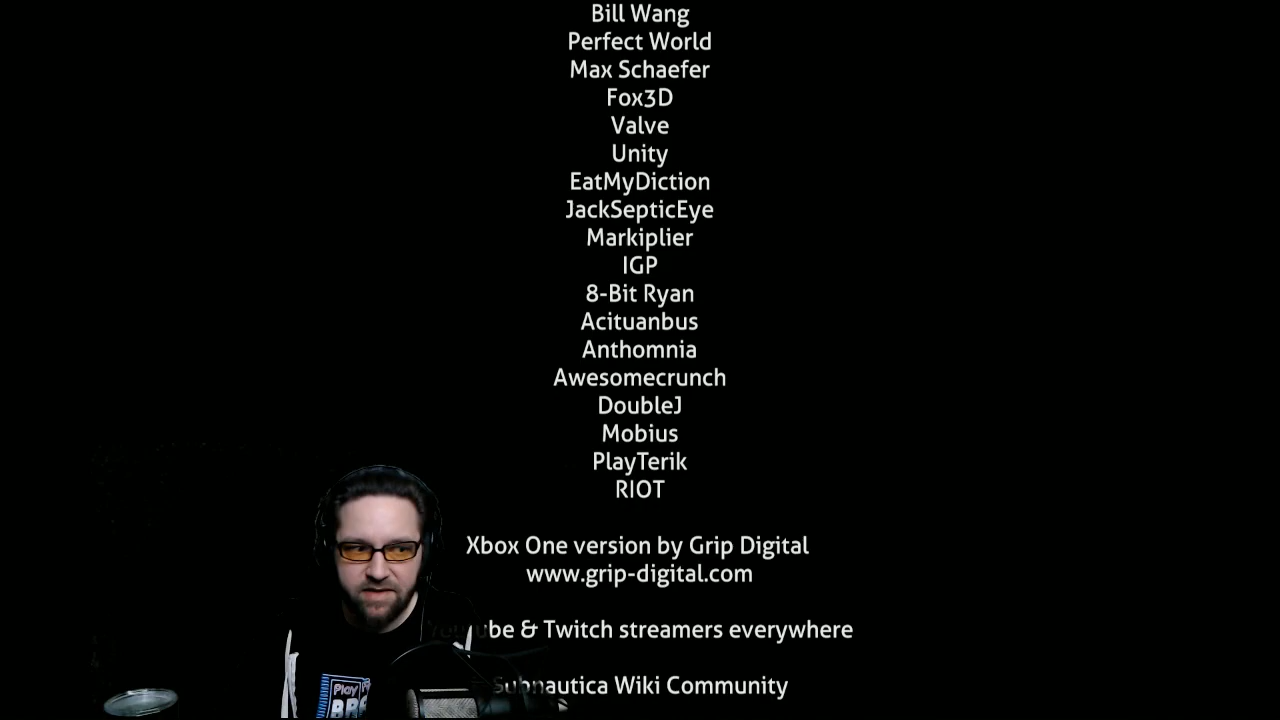 Bill Wang
Perfect World
Max Schaefer
Fox3D
Valve
Unity
EatMyDiction
JackSepticEye
Markiplier
IGP
8-Bit Ryan
Acituanbus
Anthomnia
Awesomecrunch
DoubleJ
Mobius
PlayTerik
RIOT
Xbox One version by Grip Digital
www.grip-digital.com
& Twitch streamers everywhere
Subnautica Wiki Community
Play